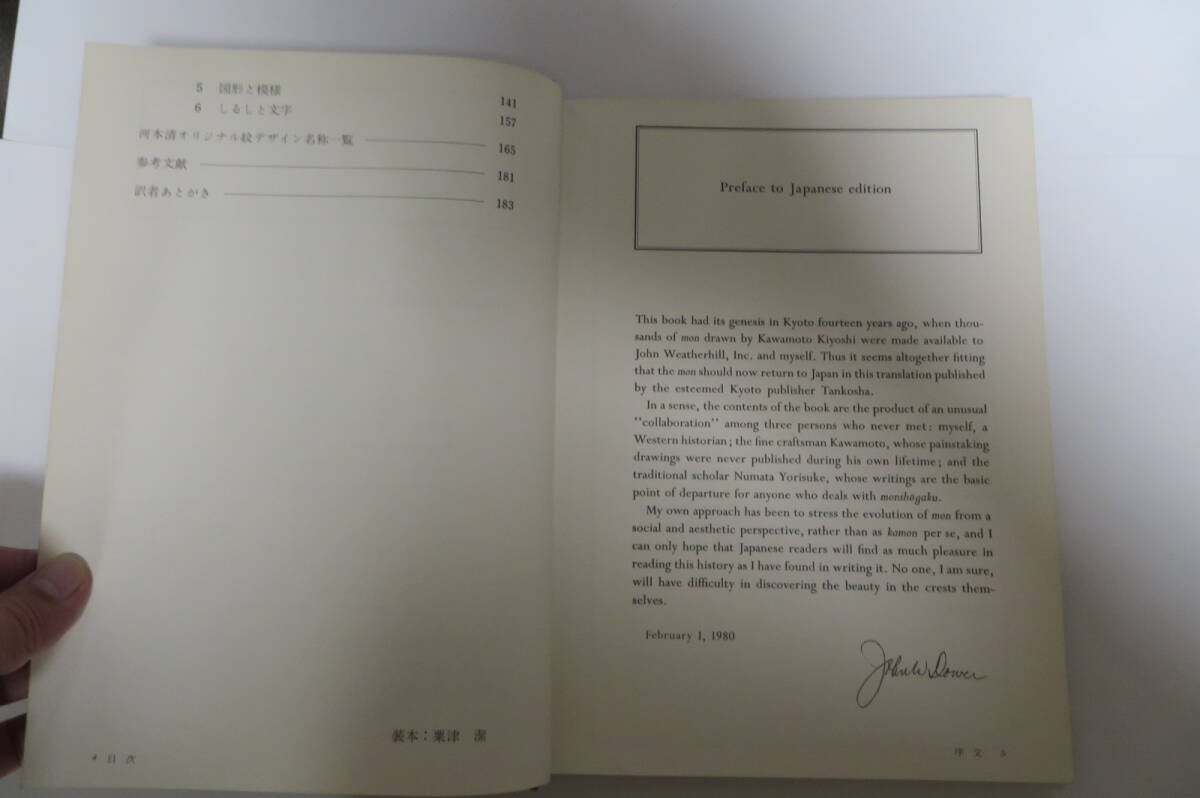 5 図形と模様 141
6 しるしと文字 157
河本清オリジナル紋デザイン名称一覧 165
参考文献 181
訳者あとがき 183
装本：粟津 潔
4 目次
Preface to Japanese edition
This book had its genesis in Kyoto fourteen years ago, when thou-
sands of mon drawn by Kawamoto Kiyoshi were made available to
John Weatherhill, Inc. and myself. Thus it seems altogether fitting
that the mon should now return to Japan in this translation published
by the esteemed Kyoto publisher Tankosha.
In a sense, the contents of the book are the product of an unusual
"collaboration" among three persons who never met: myself, a
Western historian; the fine craftsman Kawamoto, whose painstaking
drawings were never published during his own lifetime; and the
traditional scholar Numata Yorisuke, whose writings are the basic
point of departure for anyone who deals with monshōgaku.
My own approach has been to stress the evolution of mon from a
social and aesthetic perspective, rather than as kamon per se, and I
can only hope that Japanese readers will find as much pleasure in
reading this history as I have found in writing it. No one, I am sure,
will have difficulty in discovering the beauty in the crests them-
selves.
February 1, 1980
John W. Dower
序文 5